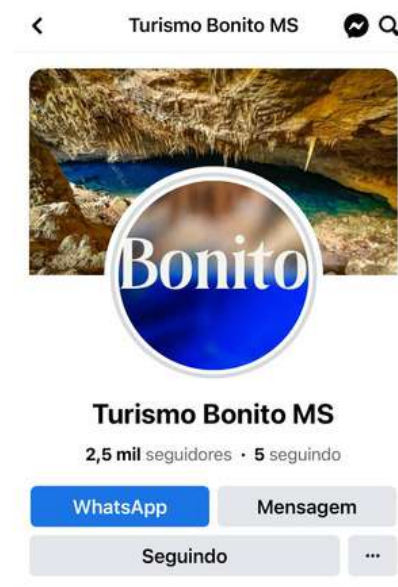 Turismo Bonito MS
Bonito
Turismo Bonito MS
2,5 mil seguidores · 5 seguindo
WhatsApp Mensagem
Seguindo ...